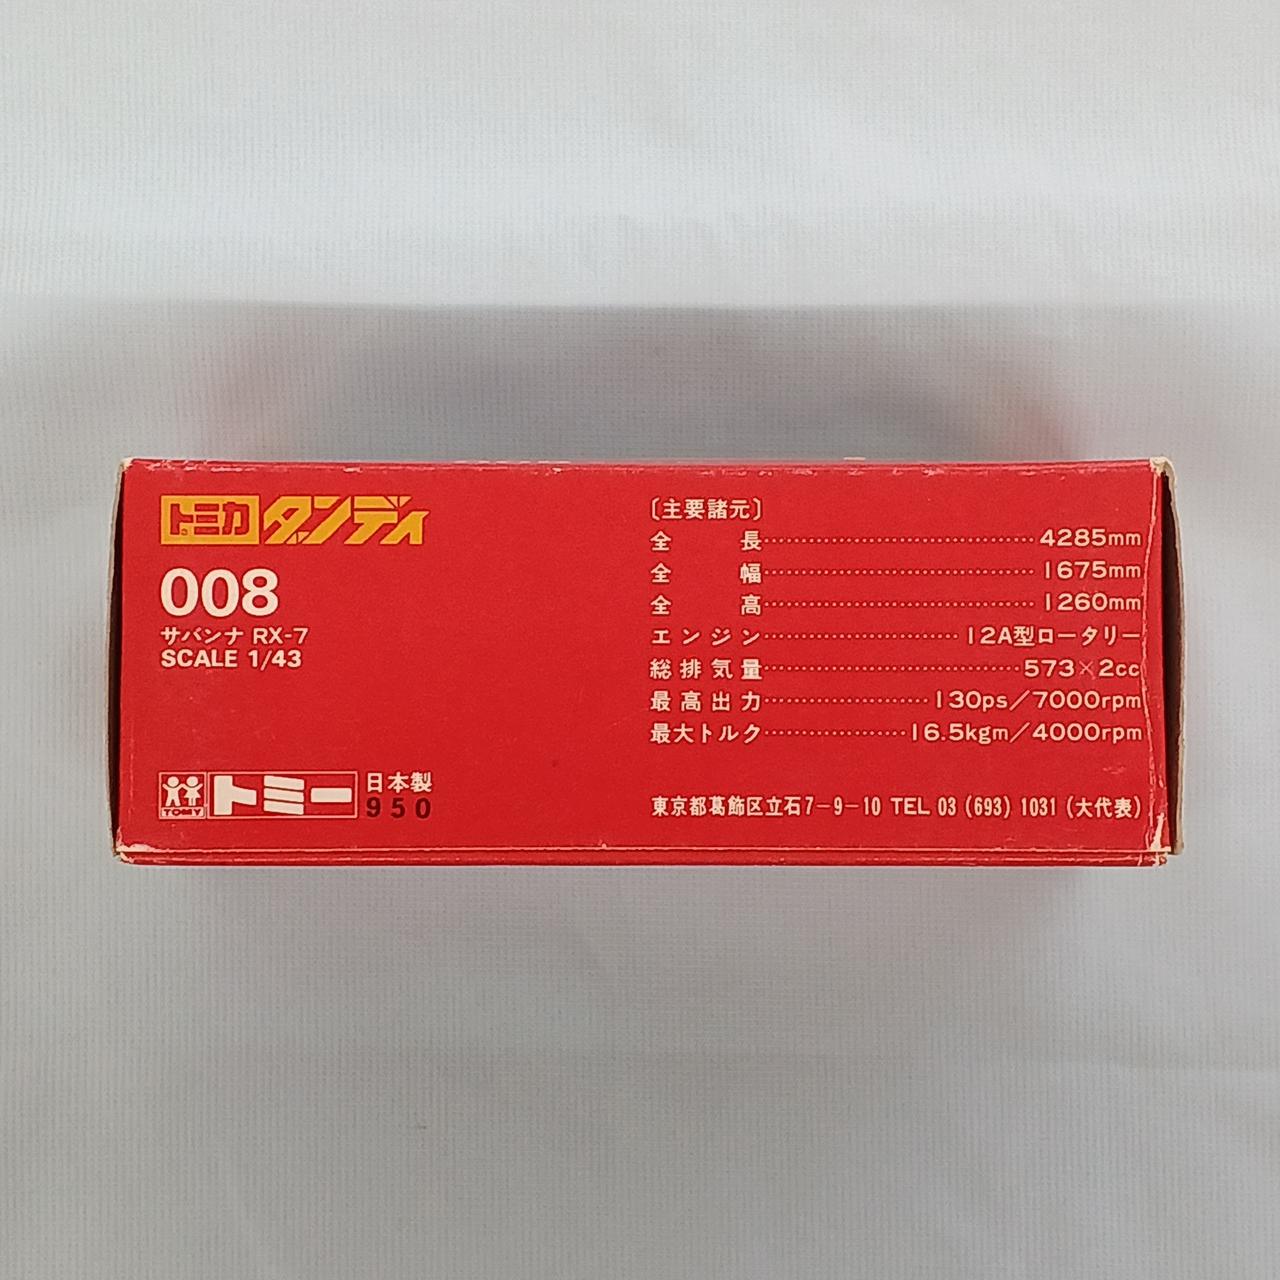 トミカダンディ
008
サバンナ RX-7
SCALE 1/43
TOMY トミー 日本製
950
〔主要諸元〕
全長…………………………4285mm
全幅…………………………1675mm
全高…………………………1260mm
エンジン…………………12A型ロータリー
総排気量…………………………573×2cc
最高出力………………130ps/7000rpm
最大トルク……………16.5kgm/4000rpm
東京都葛飾区立石7-9-10 TEL 03 (693) 1031 (大代表)